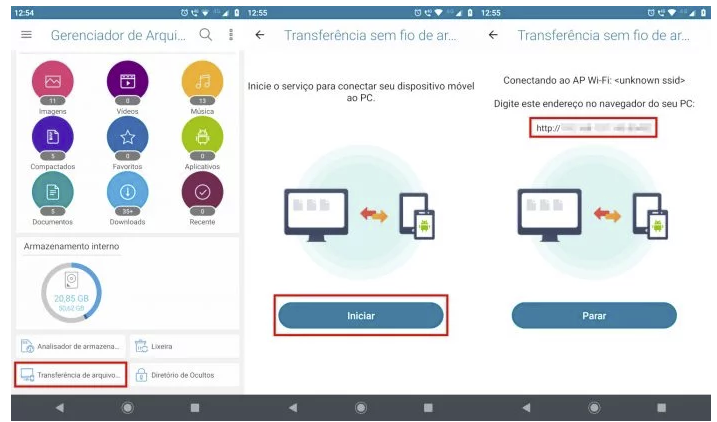 12:54
Gerenciador de Arqui...
11
Imagens
0
Vídeos
13
Música
5
Compactados
0
Favoritos
0
Aplicativos
5
Documentos
35+
Downloads
0
Recente
Armazenamento interno
20,85 GB
50,62 GB
Analisador de armazena...
Lixeira
Transferência de arquivo...
Diretório de Ocultos
12:55
Transferência sem fio de ar...
Inicie o serviço para conectar seu dispositivo móvel
ao PC.
Iniciar
12:55
Transferência sem fio de ar...
Conectando ao AP Wi-Fi: <unknown ssid>
Digite este endereço no navegador do seu PC:
http://
Parar